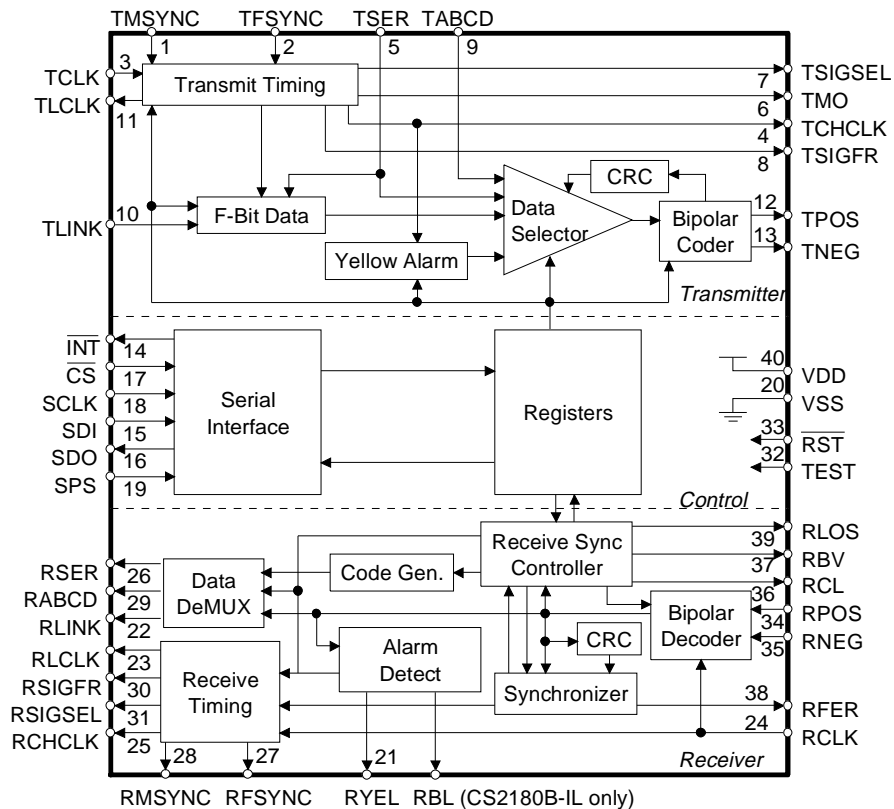 TMSYNC TFSYNC TSER TABCD
1 2 5 9
TCLK 3 Transmit Timing 7 TSIGSEL
TLCLK 11 6 TMO
4 TCHCLK
8 TSIGFR
CRC
TLINK 10 F-Bit Data Data Selector Bipolar Coder 12 TPOS
13 TNEG
Yellow Alarm
Transmitter
INT 14
CS 17
SCLK 18
SDI 15
SDO 16
SPS 19
Serial Interface
Registers
40 VDD
20 VSS
33 RST
32 TEST
Control
Receive Sync Controller
39 RLOS
37 RBV
36 RCL
34 RPOS
35 RNEG
RSER 26
RABCD 29
RLINK 22
Data DeMUX
Code Gen.
Bipolar Decoder
CRC
RLCLK 23
RSIGFR 30
RSIGSEL 31
RCHCLK 25
Receive Timing
Alarm Detect
Synchronizer
38 RFER
24 RCLK
Receiver
28 27 21
RMSYNC RFSYNC RYEL RBL (CS2180B-IL only)